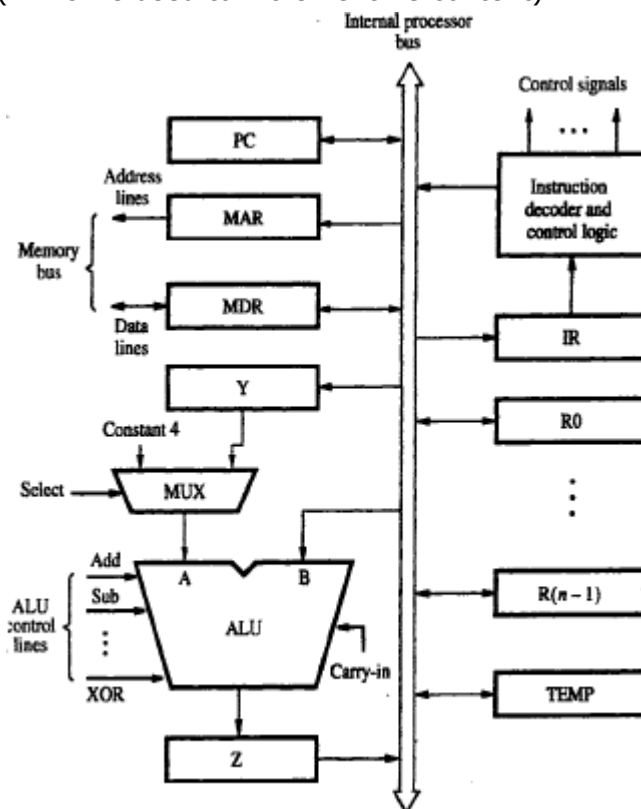 Internal processor
bus
Control signals
...
PC
Address
lines
MAR
Instruction
decoder and
control logic
Memory
bus
MDR
Data
lines
IR
Y
R0
Constant 4
Select
MUX
Add
A
B
Sub
ALU
control
lines
ALU
R(n – 1)
Carry-in
XOR
TEMP
Z